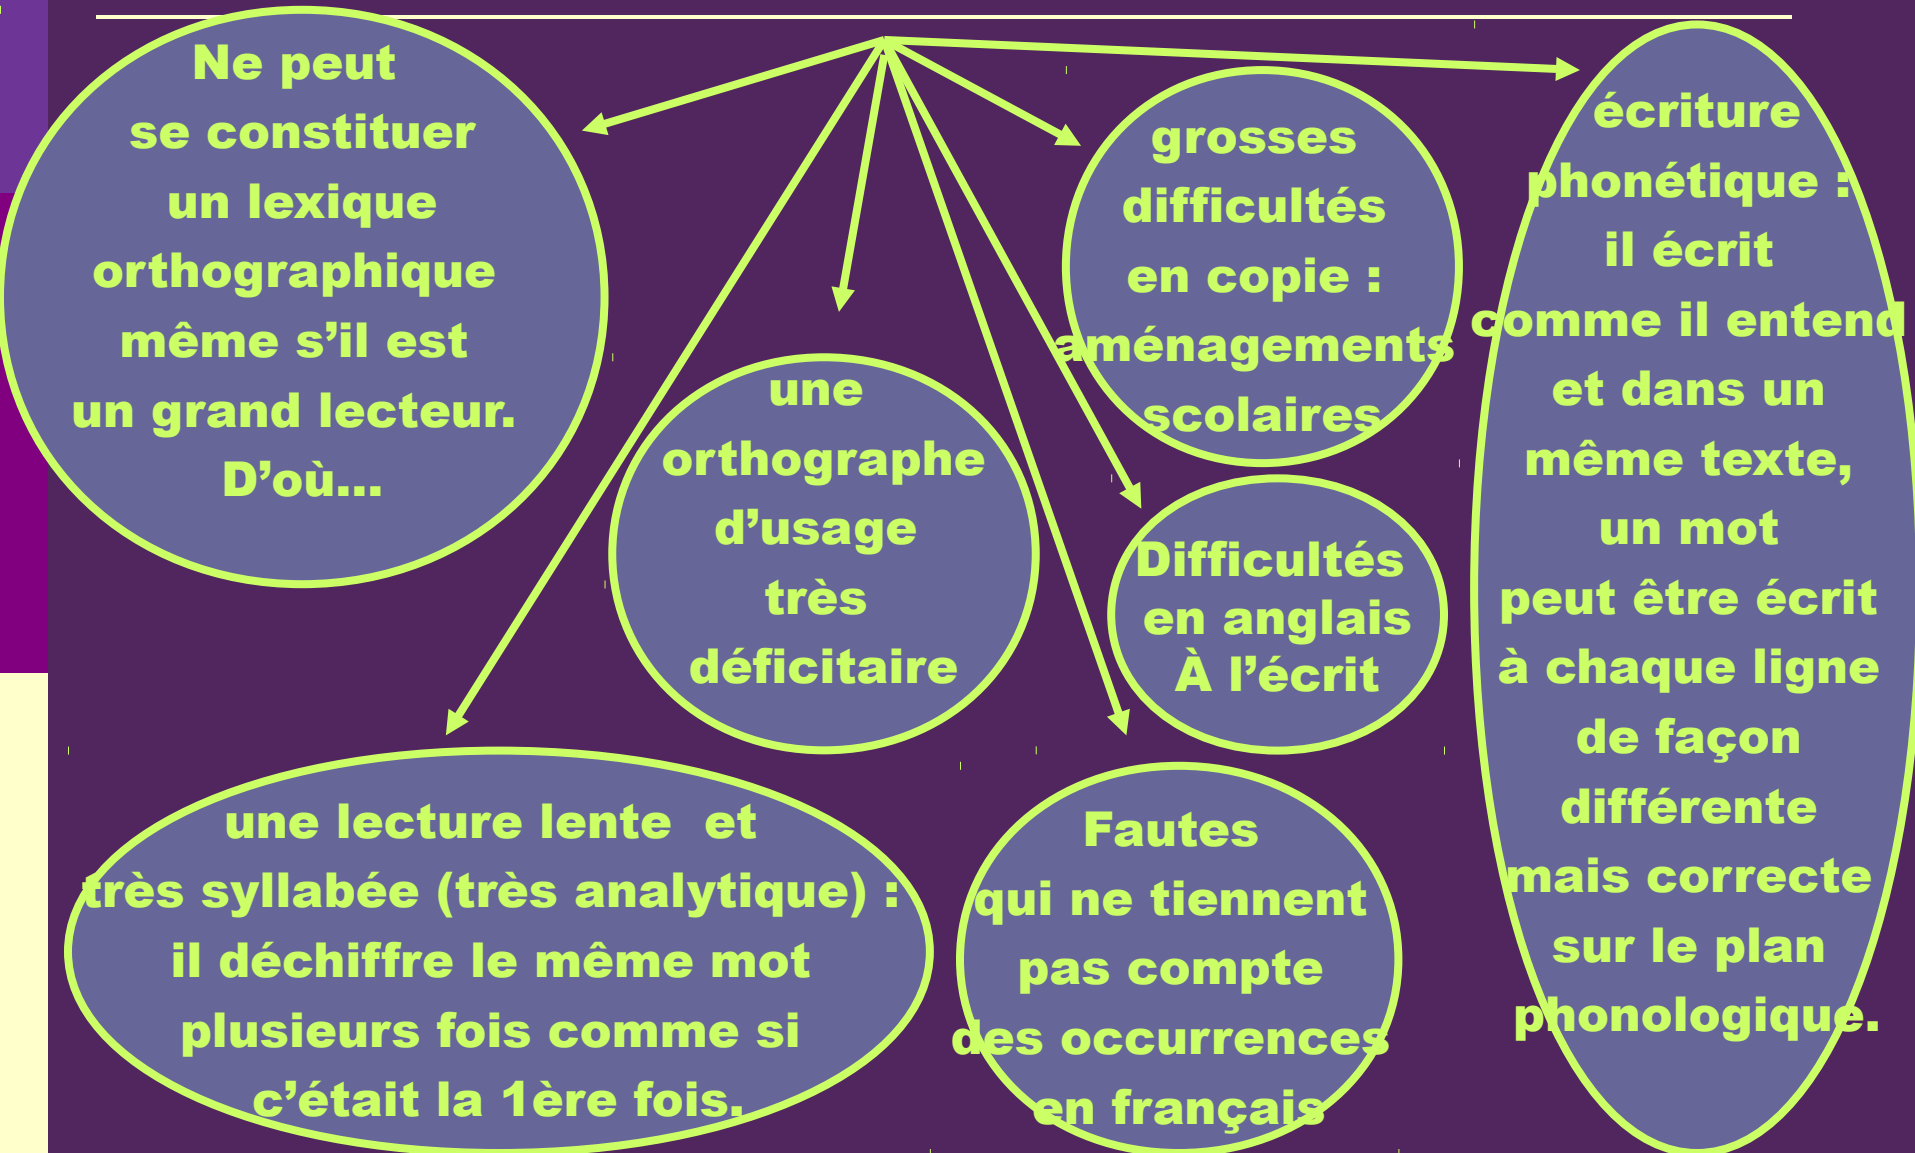 Ne peut
se constituer
un lexique
orthographique
même s’il est
un grand lecteur.
D’où…
une
orthographe
d’usage
très
déficitaire
grosses
difficultés
en copie :
aménagements
scolaires
Difficultés
en anglais
À l’écrit
écriture
phonétique :
il écrit
comme il entend
et dans un
même texte,
un mot
peut être écrit
à chaque ligne
de façon
différente
mais correcte
sur le plan
phonologique.
une lecture lente  et
très syllabée (très analytique) :
il déchiffre le même mot
plusieurs fois comme si
c’était la 1ère fois.
Fautes
qui ne tiennent
pas compte
des occurrences
en français